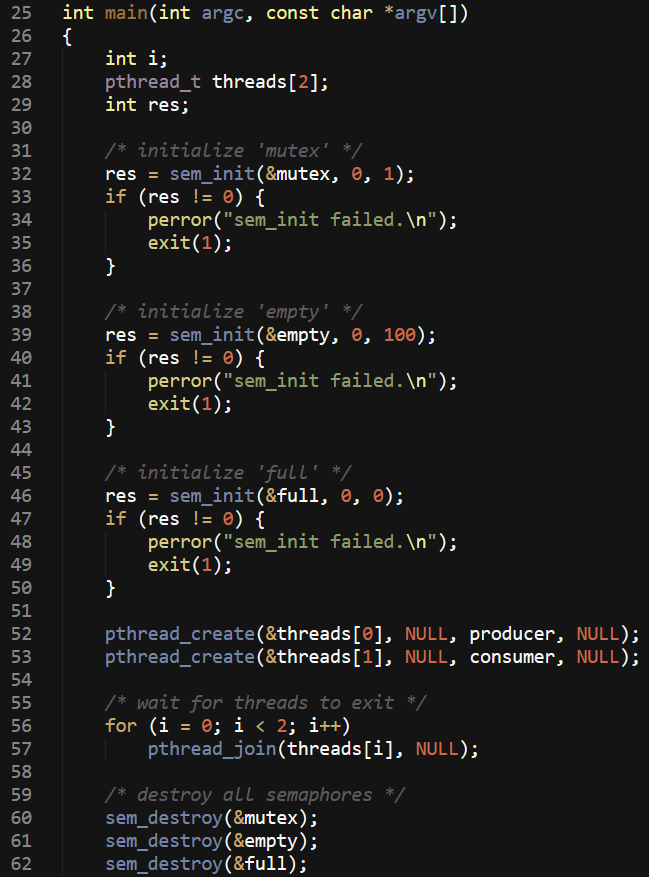 25 int main(int argc, const char *argv[])
26 {
27     int i;
28     pthread_t threads[2];
29     int res;
30
31     /* initialize 'mutex' */
32     res = sem_init(&mutex, 0, 1);
33     if (res != 0) {
34         perror("sem_init failed.\n");
35         exit(1);
36     }
37
38     /* initialize 'empty' */
39     res = sem_init(&empty, 0, 100);
40     if (res != 0) {
41         perror("sem_init failed.\n");
42         exit(1);
43     }
44
45     /* initialize 'full' */
46     res = sem_init(&full, 0, 0);
47     if (res != 0) {
48         perror("sem_init failed.\n");
49         exit(1);
50     }
51
52     pthread_create(&threads[0], NULL, producer, NULL);
53     pthread_create(&threads[1], NULL, consumer, NULL);
54
55     /* wait for threads to exit */
56     for (i = 0; i < 2; i++)
57         pthread_join(threads[i], NULL);
58
59     /* destroy all semaphores */
60     sem_destroy(&mutex);
61     sem_destroy(&empty);
62     sem_destroy(&full);